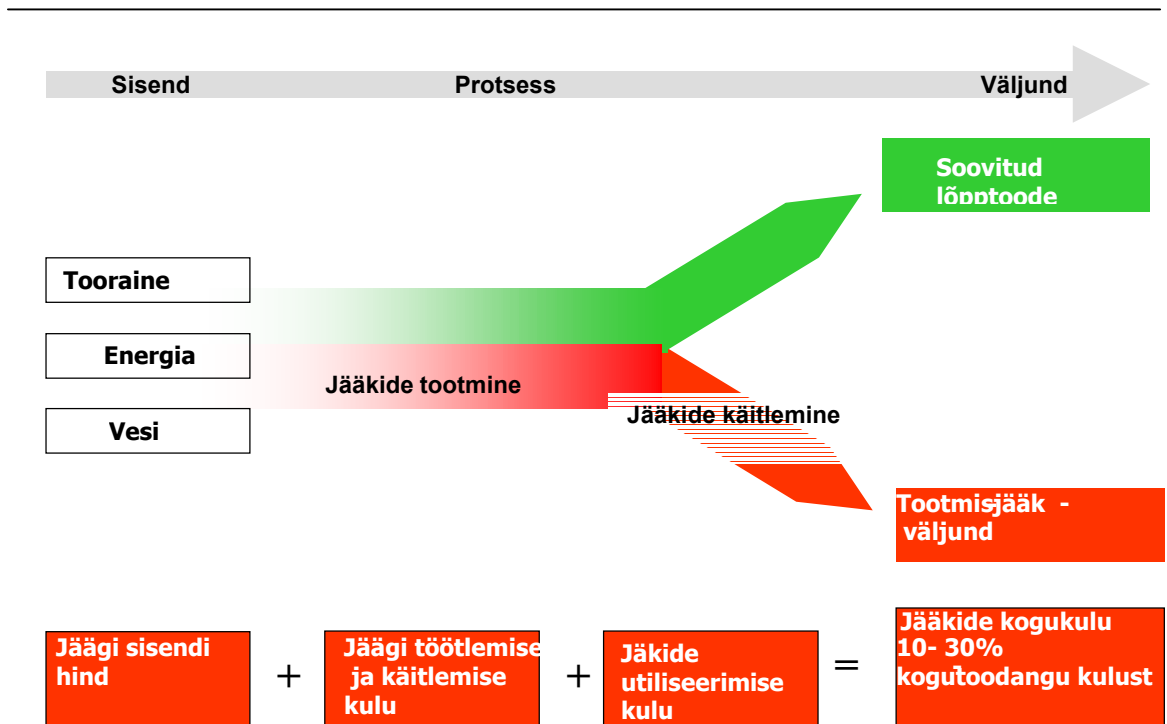 Sisend Protsess Väljund
Soovitud
lõpptoode
Tooraine
Energia
Jääkide tootmine
Jääkide käitlemine
Vesi
Tootmisjääk -
väljund
Jäägi sisendi
hind
+
Jäägi töötlemise
ja käitlemise
kulu
+
Jäkide
utiliseerimise
kulu
=
Jääkide kogukulu
10- 30%
kogutoodangu kulust